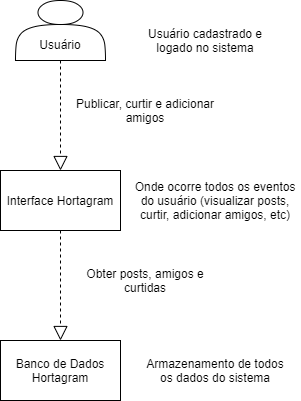 Usuário
Usuário cadastrado e
logado no sistema
Publicar, curtir e adicionar
amigos
Interface Hortagram
Onde ocorre todos os eventos
do usuário (visualizar posts,
curtir, adicionar amigos, etc)
Obter posts, amigos e
curtidas
Banco de Dados
Hortagram
Armazenamento de todos
os dados do sistema